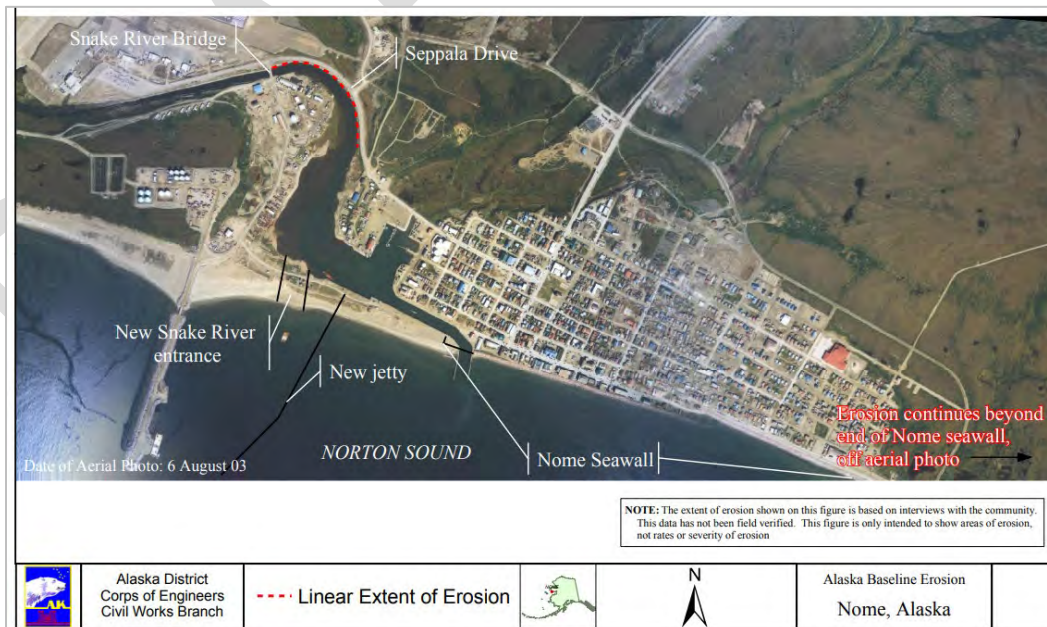 Snake River Bridge
Seppala Drive
New Snake River
entrance
New jetty
NORTON SOUND
Nome Seawall
Erosion continues beyond
end of Nome seawall,
off aerial photo
Date of Aerial Photo: 6 August 03
NOTE: The extent of erosion shown on this figure is based on interviews with the community.
This data has not been field verified. This figure is only intended to show areas of erosion,
not rates or severity of erosion
Alaska District
Corps of Engineers
Civil Works Branch
Linear Extent of Erosion
N
Alaska Baseline Erosion
Nome, Alaska